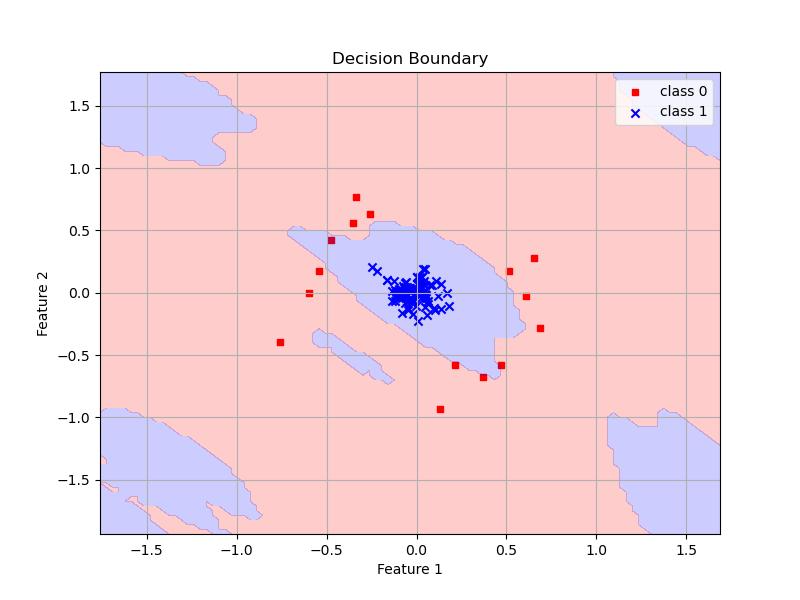 Decision Boundary
class 0
class 1
1.5
1.0
0.5
0.0
−0.5
−1.0
−1.5
Feature 2
−1.5 −1.0 −0.5 0.0 0.5 1.0 1.5
Feature 1